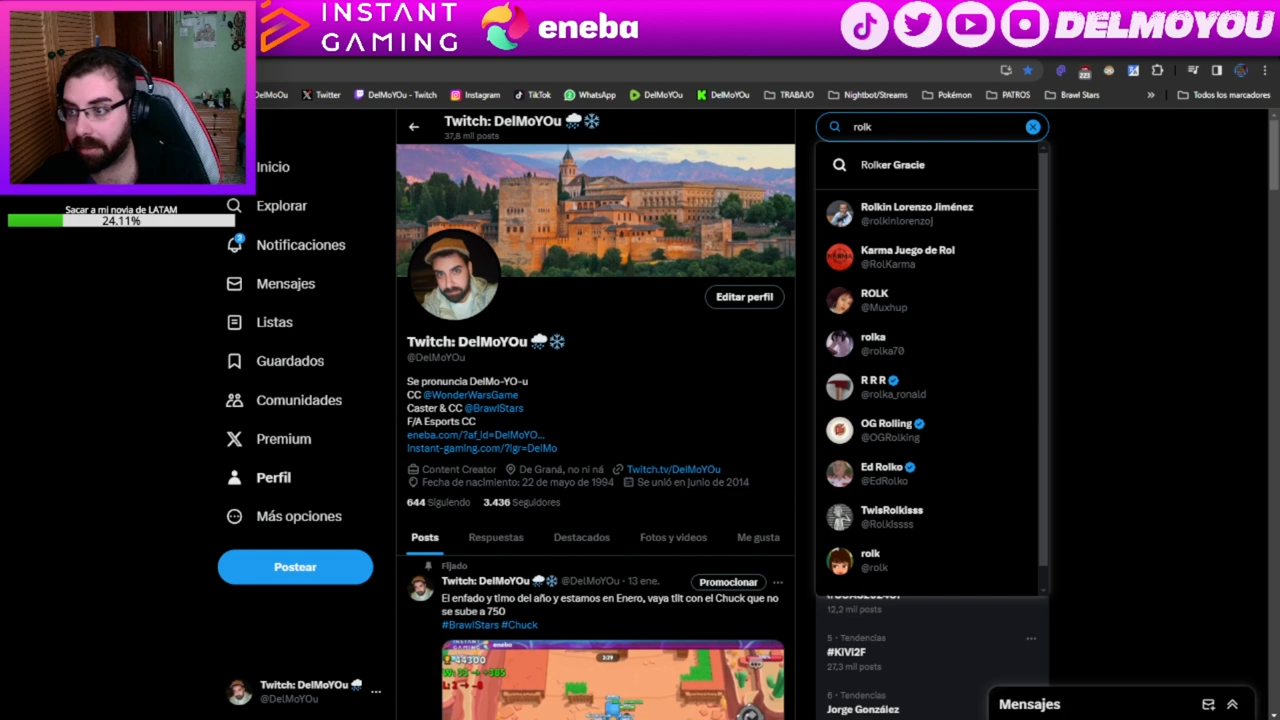 INSTANT
GAMING
eneba
DELMOYOU
Sacar a mi novia de LATAM
24.11%
223
DelMoOu
Twitter
DelMoYOu - Twitch
Instagram
TikTok
WhatsApp
DelMoYOu
DelMoYOu
TRABAJO
Nightbot/Streams
Pokémon
PATROS
Brawl Stars
»
Todos los marcadores
Inicio
Explorar
2
Notificaciones
Mensajes
Listas
Guardados
Comunidades
Premium
Perfil
Más opciones
Postear
Twitch: DelMoYOu
@DelMoYOu
Twitch: DelMoYOu
37,8 mil posts
Editar perfil
Twitch: DelMoYOu
@DelMoYOu
Se pronuncia DelMo-YO-u
CC @WonderWarsGame
Caster & CC @BrawlStars
F/A Esports CC
eneba.com/?af_id=DelMoYO...
instant-gaming.com/?igr=DelMo
Content Creator De Graná, no ni ná Twitch.tv/DelMoYOu
Fecha de nacimiento: 22 de mayo de 1994 Se unió en junio de 2014
644 Siguiendo 3.436 Seguidores
Posts Respuestas Destacados Fotos y videos Me gusta
Fijado
Twitch: DelMoYOu @DelMoYOu · 13 ene. Promocionar
El enfado y timo del año y estamos en Enero, vaya tilt con el Chuck que no
se sube a 750
#BrawlStars #Chuck
INSTANT GAMING eneba
44300
rolk
Rolker Gracie
Rolkin Lorenzo Jiménez
@rolkinlorenzoj
Karma Juego de Rol
@RolKarma
ROLK
@Muxhup
rolka
@rolka70
R R R
@rolka_ronald
OG Rolling
@OGRolking
Ed Rolko
@EdRolko
TwisRolkisss
@Rolkissss
rolk
@rolk
12,2 mil posts
5 · Tendencias
#KIVI2F
27,3 mil posts
6 · Tendencias
Jorge González
Mensajes